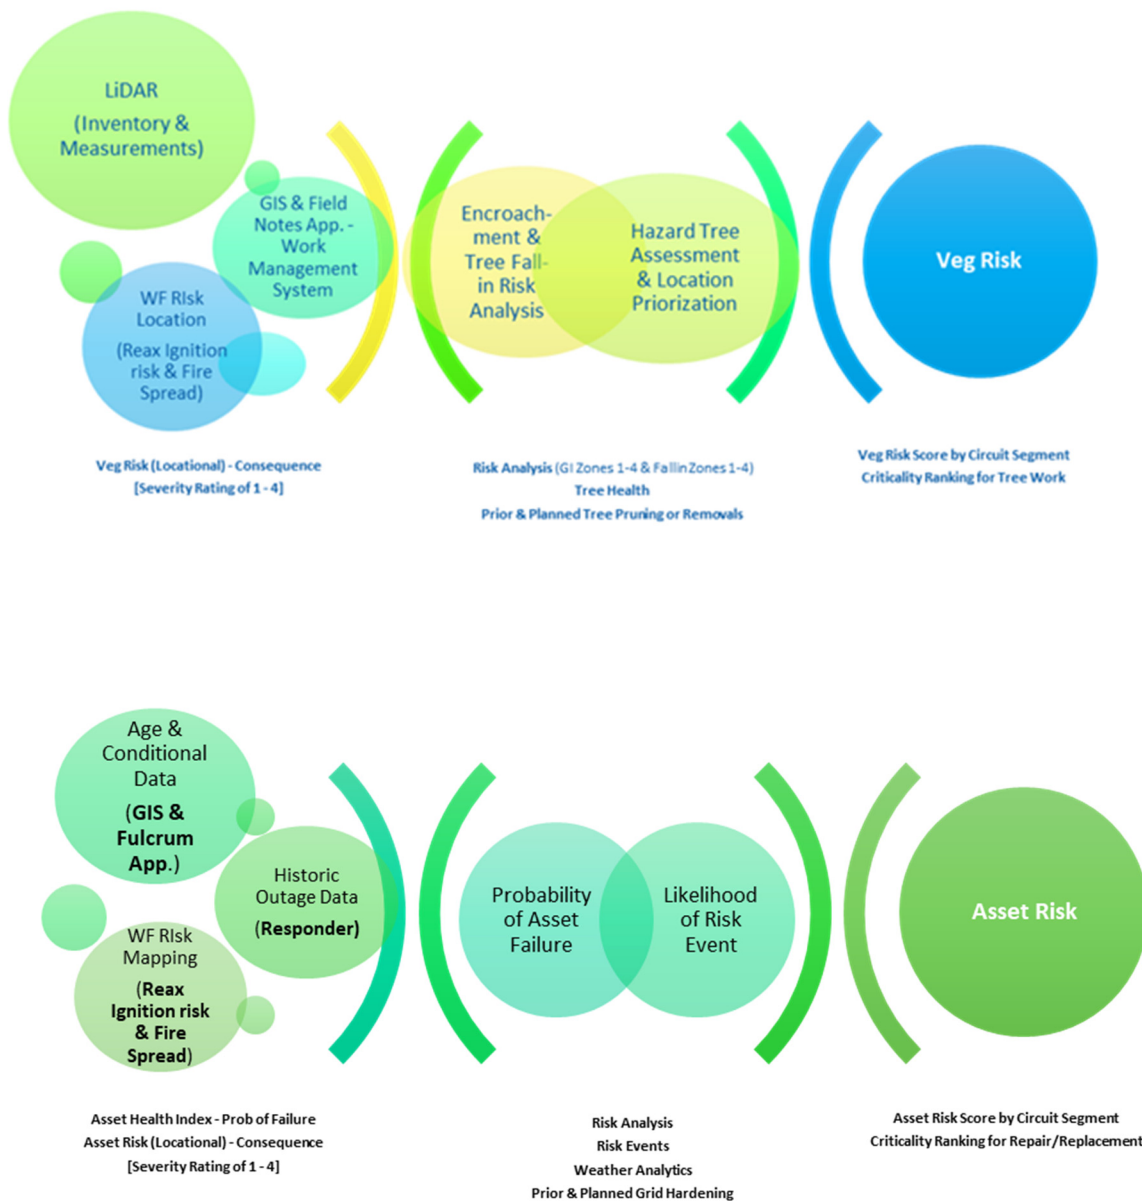 LiDAR
(Inventory &
Measurements)
GIS & Field
Notes App. -
Work
Management
System
WF RIsk
Location
(Reax Ignition
risk & Fire
Spread)
Veg Risk (Locational) - Consequence
[Severity Rating of 1 - 4]
Encroach-
ment &
Tree Fall-
in Risk
Analysis
Hazard Tree
Assessment
& Location
Priorization
Risk Analysis (GI Zones 1-4 & Fall in Zones 1-4)
Tree Health
Prior & Planned Tree Pruning or Removals
Veg Risk
Veg Risk Score by Circuit Segment
Criticality Ranking for Tree Work
Age &
Conditional
Data
(GIS &
Fulcrum
App.)
Historic
Outage Data
(Responder)
WF RIsk
Mapping
(Reax
Ignition risk
& Fire
Spread)
Asset Health Index - Prob of Failure
Asset Risk (Locational) - Consequence
[Severity Rating of 1 - 4]
Probability
of Asset
Failure
Likelihood
of Risk
Event
Risk Analysis
Risk Events
Weather Analytics
Prior & Planned Grid Hardening
Asset Risk
Asset Risk Score by Circuit Segment
Criticality Ranking for Repair/Replacement